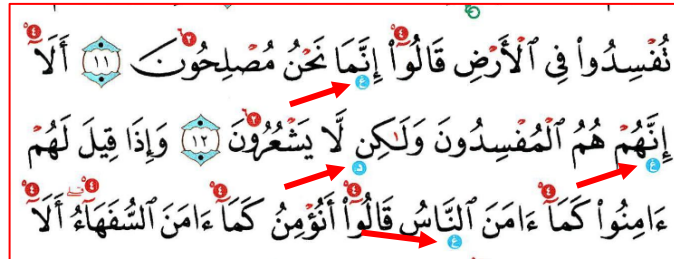 تُفْسِدُوا۟ فِى ٱلْأَرْضِ قَالُوٓا۟ إِنَّمَا نَحْنُ مُصْلِحُونَ ١١ أَلَآ
إِنَّهُمْ هُمُ ٱلْمُفْسِدُونَ وَلَـٰكِن لَّا يَشْعُرُونَ ١٢ وَإِذَا قِيلَ لَهُمْ
ءَامِنُوا۟ كَمَآ ءَامَنَ ٱلنَّاسُ قَالُوٓا۟ أَنُؤْمِنُ كَمَآ ءَامَنَ ٱلسُّفَهَآءُ أَلَآ